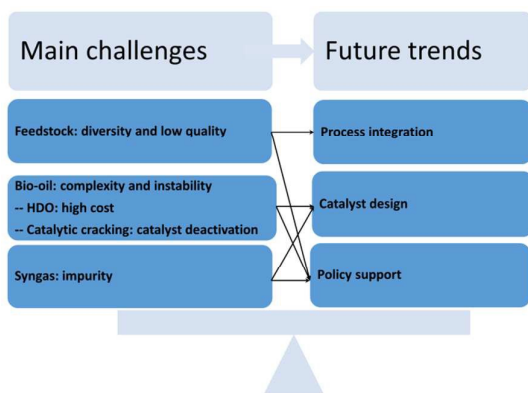 Main challenges
Future trends
Feedstock: diversity and low quality
Process integration
Bio-oil: complexity and instability
-- HDO: high cost
-- Catalytic cracking: catalyst deactivation
Catalyst design
Syngas: impurity
Policy support